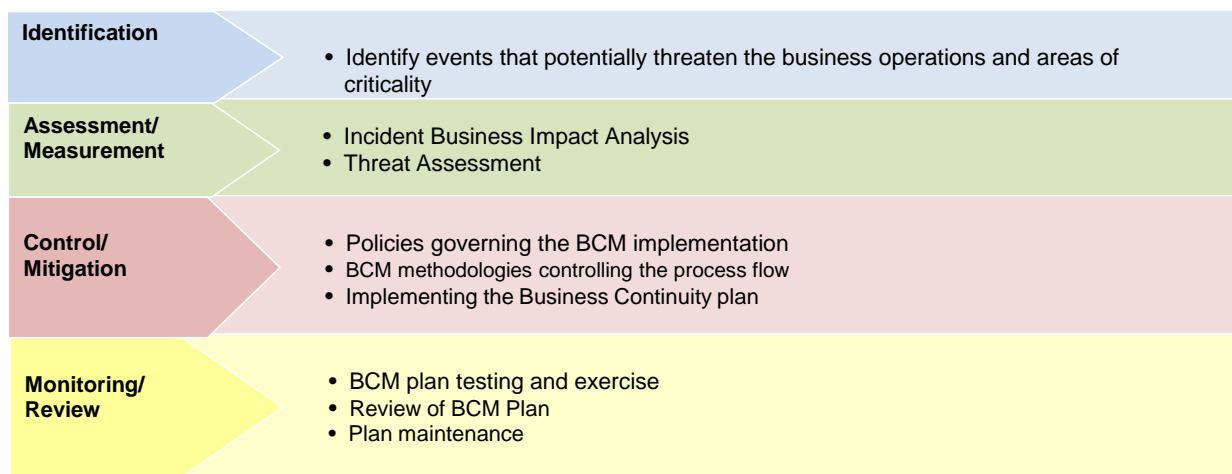 Identification
• Identify events that potentially threaten the business operations and areas of
criticality
Assessment/
Measurement
• Incident Business Impact Analysis
• Threat Assessment
Control/
Mitigation
• Policies governing the BCM implementation
• BCM methodologies controlling the process flow
• Implementing the Business Continuity plan
Monitoring/
Review
• BCM plan testing and exercise
• Review of BCM Plan
• Plan maintenance